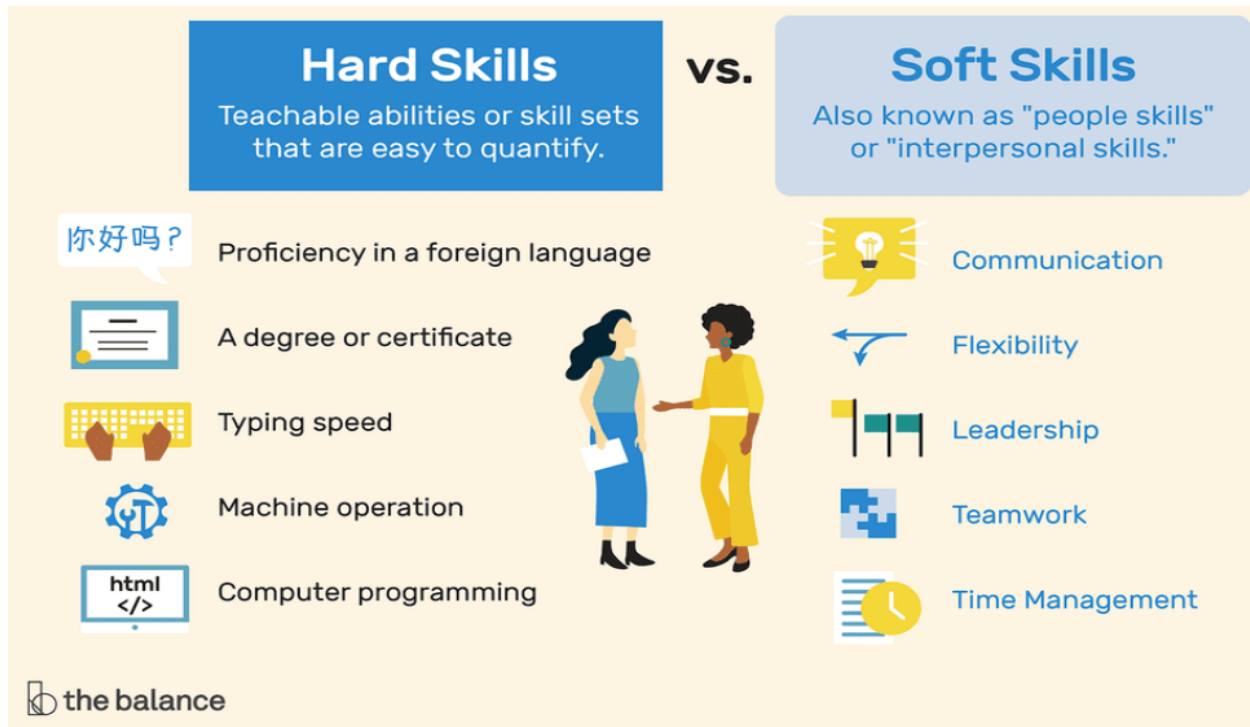 Hard Skills
Teachable abilities or skill sets
that are easy to quantify.
vs.
Soft Skills
Also known as "people skills"
or "interpersonal skills."
你好吗?
Proficiency in a foreign language
A degree or certificate
Typing speed
Machine operation
html
</>
Computer programming
Communication
Flexibility
Leadership
Teamwork
Time Management
the balance